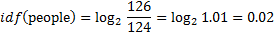 idf(people) = log₂ 126/124 = log₂ 1.01 = 0.02